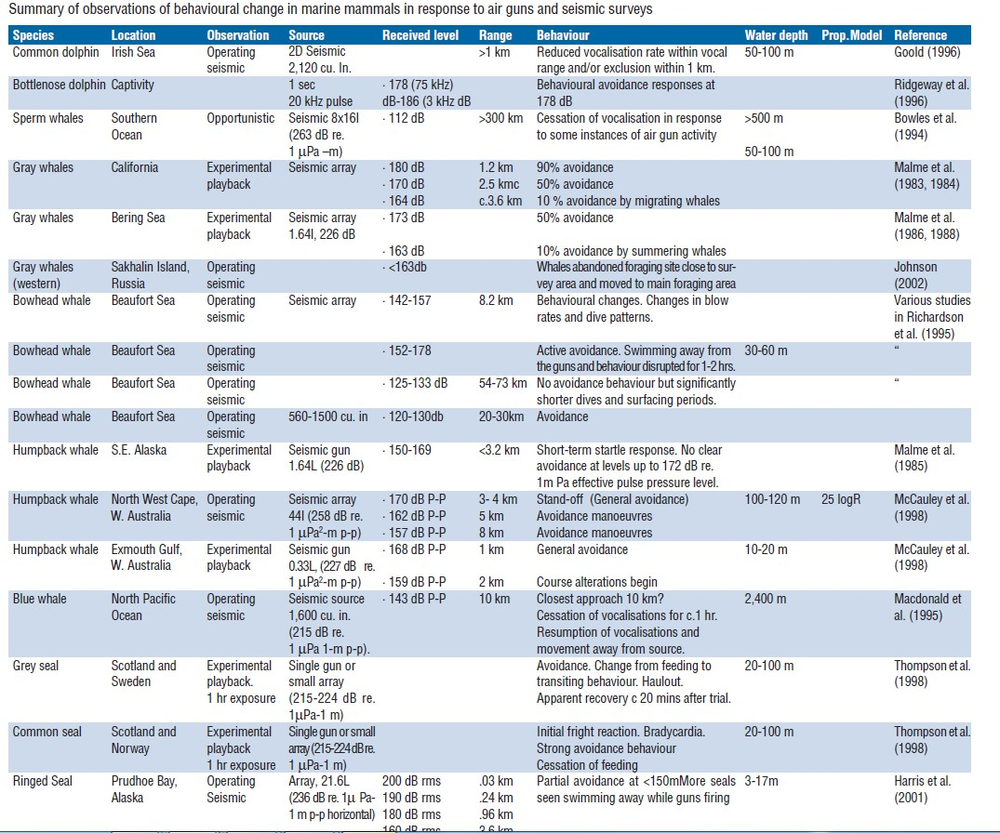 Summary of observations of behavioural change in marine mammals in response to air guns and seismic surveys
Species Location Observation Source Received level Range Behaviour Water depth Prop.Model Reference
Common dolphin Irish Sea Operating 2D Seismic >1 km Reduced vocalisation rate within vocal 50-100 m Goold (1996)
seismic 2,120 cu. In. range and/or exclusion within 1 km.
Bottlenose dolphin Captivity 1 sec · 178 (75 kHz) Behavioural avoidance responses at Ridgeway et al.
20 kHz pulse dB-186 (3 kHz dB 178 dB (1996)
Sperm whales Southern Opportunistic Seismic 8x16l · 112 dB >300 km Cessation of vocalisation in response >500 m Bowles et al.
Ocean (263 dB re. to some instances of air gun activity (1994)
1 µPa –m) 50-100 m
Gray whales California Experimental Seismic array · 180 dB 1.2 km 90% avoidance Malme et al.
playback · 170 dB 2.5 kmc 50% avoidance (1983, 1984)
· 164 dB c.3.6 km 10 % avoidance by migrating whales
Gray whales Bering Sea Experimental Seismic array · 173 dB 50% avoidance Malme et al.
playback 1.64l, 226 dB (1986, 1988)
· 163 dB 10% avoidance by summering whales
Gray whales Sakhalin Island, Operating · <163db Whales abandoned foraging site close to sur- Johnson
(western) Russia seismic vey area and moved to main foraging area (2002)
Bowhead whale Beaufort Sea Operating Seismic array · 142-157 8.2 km Behavioural changes. Changes in blow Various studies
seismic rates and dive patterns. in Richardson
et al. (1995)
Bowhead whale Beaufort Sea Operating · 152-178 Active avoidance. Swimming away from 30-60 m “
seismic the guns and behaviour disrupted for 1-2 hrs.
Bowhead whale Beaufort Sea Operating · 125-133 dB 54-73 km No avoidance behaviour but significantly “
seismic shorter dives and surfacing periods.
Bowhead whale Beaufort Sea Operating 560-1500 cu. in · 120-130db 20-30km Avoidance
seismic
Humpback whale S.E. Alaska Experimental Seismic gun · 150-169 <3.2 km Short-term startle response. No clear Malme et al.
playback 1.64L (226 dB) avoidance at levels up to 172 dB re. (1985)
1m Pa effective pulse pressure level.
Humpback whale North West Cape, Operating Seismic array · 170 dB P-P 3- 4 km Stand-off (General avoidance) 100-120 m 25 logR McCauley et al.
W. Australia seismic 44l (258 dB re. · 162 dB P-P 5 km Avoidance manoeuvres (1998)
1 µPa²-m p-p) · 157 dB P-P 8 km Avoidance manoeuvres
Humpback whale Exmouth Gulf, Experimental Seismic gun · 168 dB P-P 1 km General avoidance 10-20 m McCauley et al.
W. Australia playback 0.33L, (227 dB re. (1998)
1 µPa²-m p-p) · 159 dB P-P 2 km Course alterations begin
Blue whale North Pacific Operating Seismic source · 143 dB P-P 10 km Closest approach 10 km? 2,400 m Macdonald et
Ocean seismic 1,600 cu. in. Cessation of vocalisations for c.1 hr. al. (1995)
(215 dB re. Resumption of vocalisations and
1 µPa 1-m p-p). movement away from source.
Grey seal Scotland and Experimental Single gun or Avoidance. Change from feeding to 20-100 m Thompson et al.
Sweden playback. small array transiting behaviour. Haulout. (1998)
1 hr exposure (215-224 dB re. Apparent recovery c 20 mins after trial.
1µPa-1 m)
Common seal Scotland and Experimental Single gun or small Initial fright reaction. Bradycardia. 20-100 m Thompson et al.
Norway playback array (215-224 dB re. Strong avoidance behaviour (1998)
1 hr exposure 1 µPa-1 m) Cessation of feeding
Ringed Seal Prudhoe Bay, Operating Array, 21.6L 200 dB rms .03 km Partial avoidance at <150mMore seals 3-17m Harris et al.
Alaska Seismic (236 dB re. 1µ Pa- 190 dB rms .24 km seen swimming away while guns firing (2001)
1 m p-p horizontal) 180 dB rms .96 km
160 dB rms 3.6 km